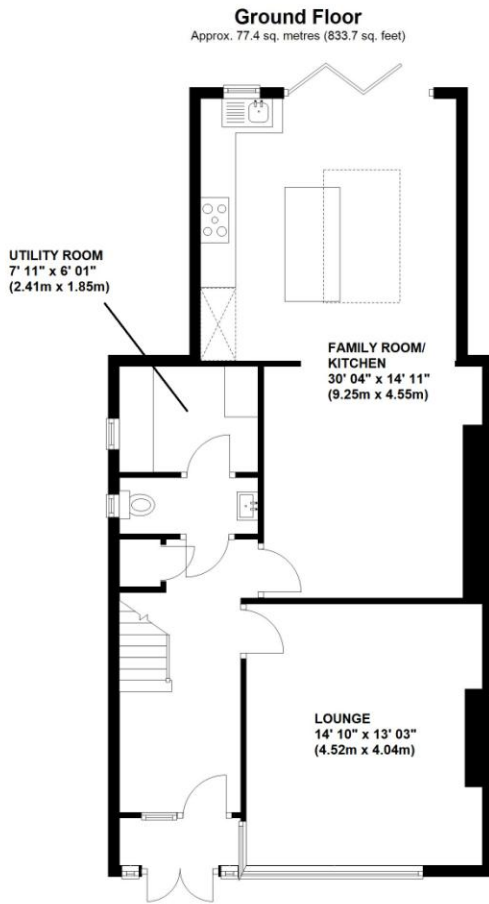 Ground Floor
Approx. 77.4 sq. metres (833.7 sq. feet)
UTILITY ROOM
7' 11" x 6' 01"
(2.41m x 1.85m)
FAMILY ROOM/
KITCHEN
30' 04" x 14' 11"
(9.25m x 4.55m)
LOUNGE
14' 10" x 13' 03"
(4.52m x 4.04m)